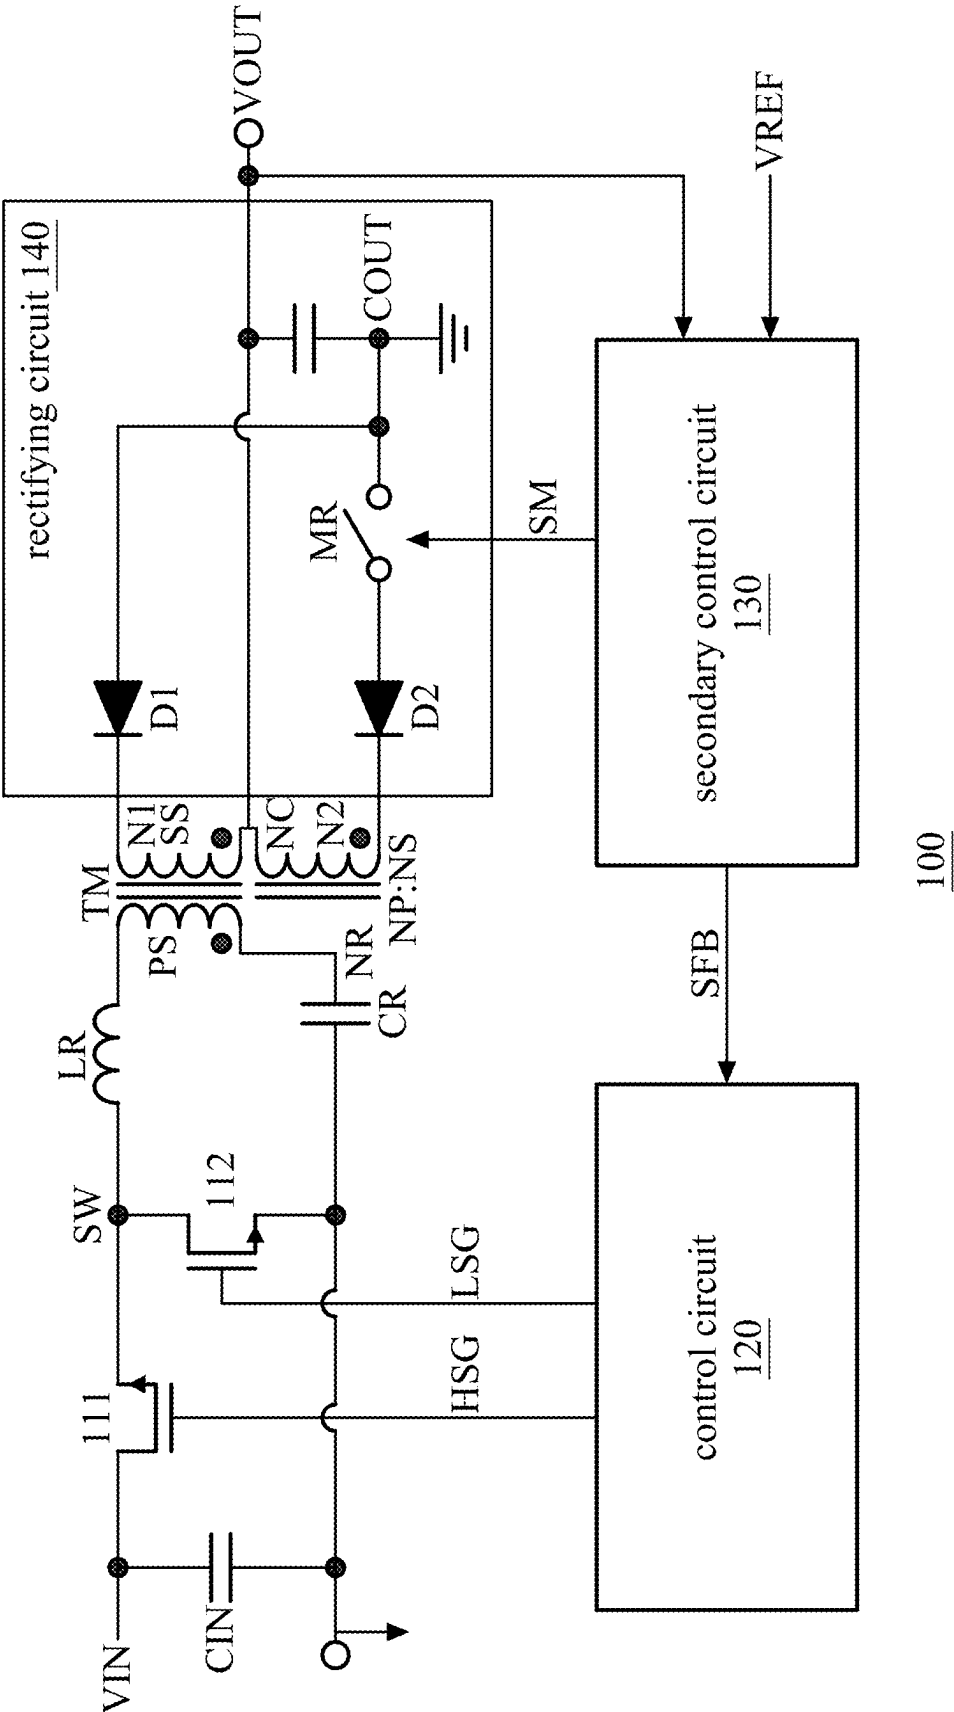 VIN
CIN
111
HSG
SW
112
LSG
LR
CR
NR
PS
TM
NP:NS
N1
SS
NC
N2
rectifying circuit 140
D1
D2
MR
SM
COUT
VOUT
VREF
control circuit
120
SFB
secondary control circuit
130
100